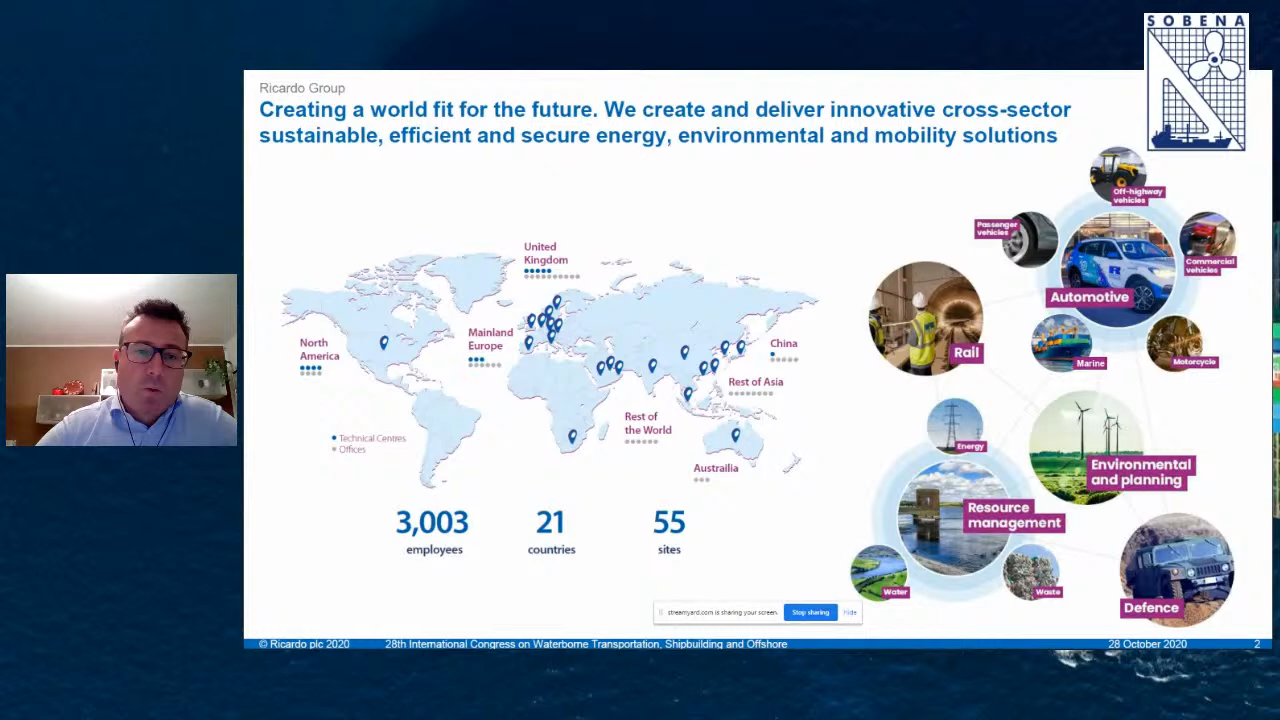 SOBENA
Ricardo Group
Creating a world fit for the future. We create and deliver innovative cross-sector
sustainable, efficient and secure energy, environmental and mobility solutions
Off-highway
vehicles
Passenger
vehicles
Commercial
vehicles
Automotive
Rail
Marine
Motorcycle
Energy
Environmental
and planning
Resource
management
Water
Waste
Defence
United
Kingdom
North
America
Mainland
Europe
China
Rest of Asia
Rest of
the World
Austrailia
Technical Centres
Offices
3,003
employees
21
countries
55
sites
streamyard.com is sharing your screen.
Stop sharing
Hide
© Ricardo plc 2020
28th International Congress on Waterborne Transportation, Shipbuilding and Offshore
28 October 2020
2